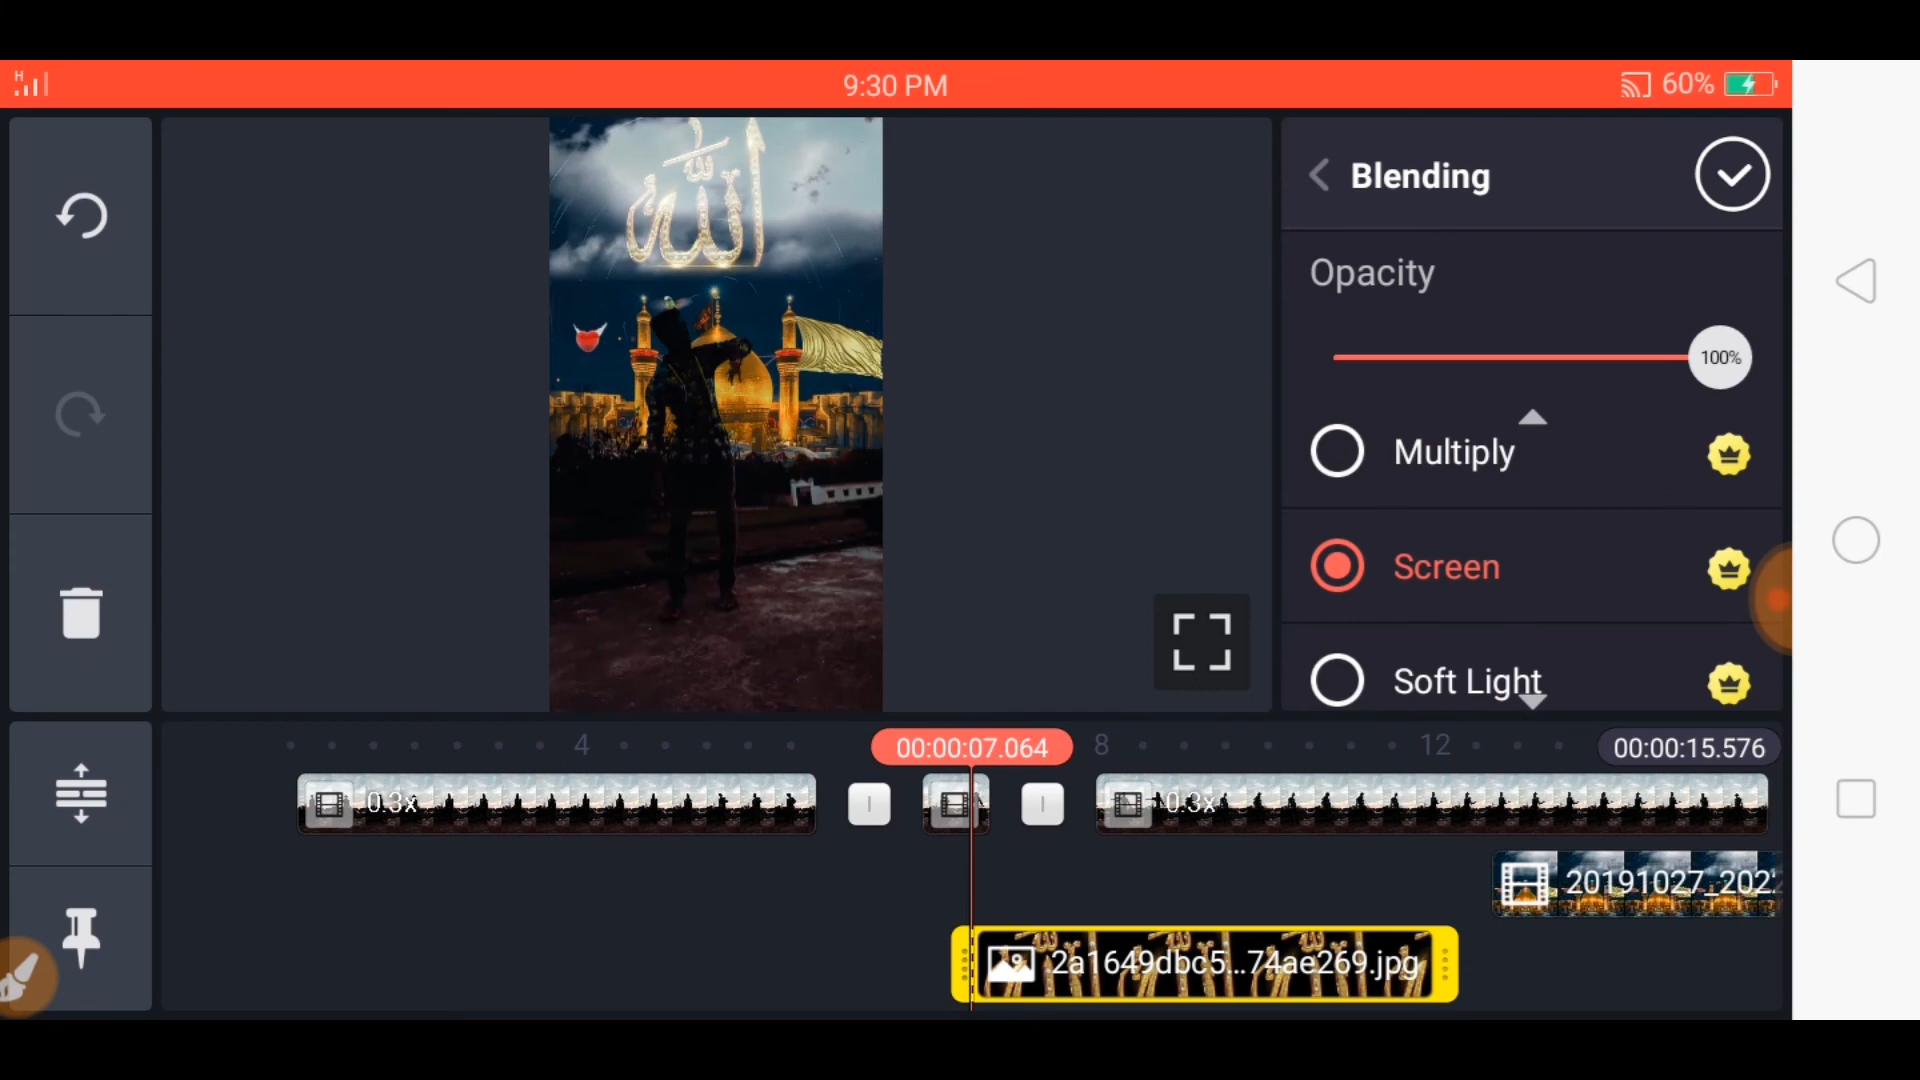 H
9:30 PM
60%
الله
Blending
Opacity
100%
Multiply
Screen
Soft Light
4
00:00:07.064
8
12
00:00:15.576
0.3x
0.3x
20191027_202
2a1649dbc5...74ae269.jpg